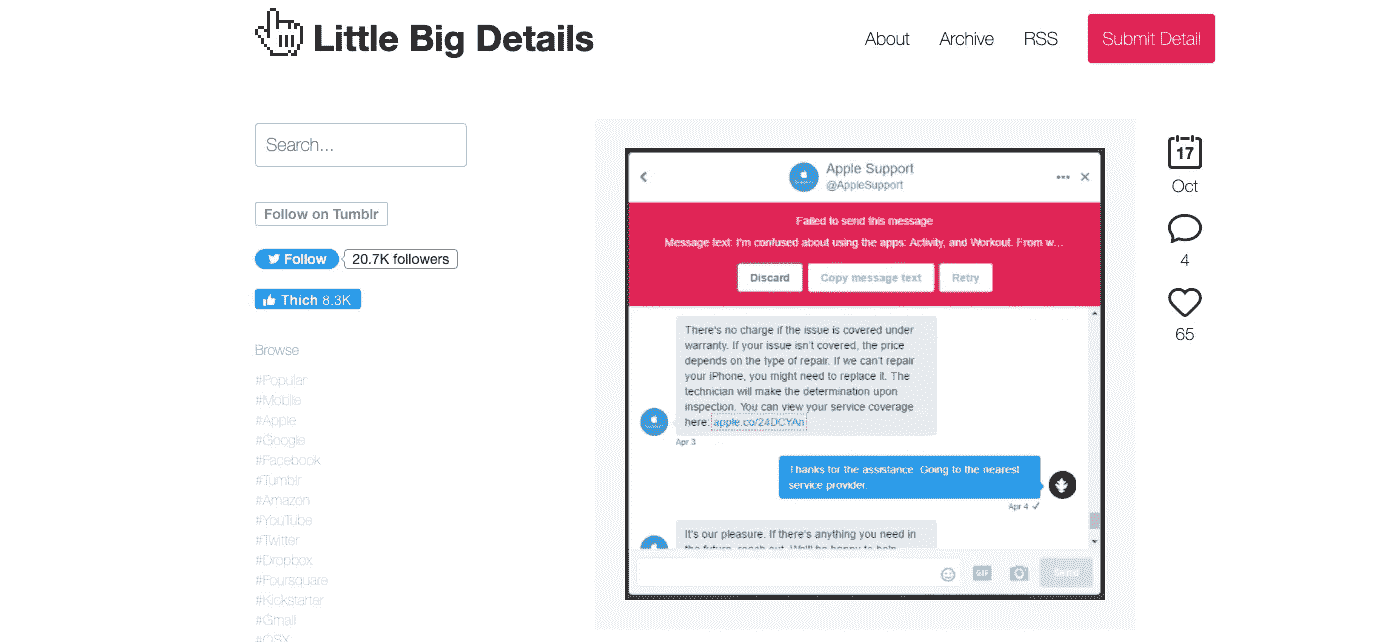 Little Big Details
About
Archive
RSS
Submit Detail
Search...
Follow on Tumblr
Follow
20.7K followers
Thich 8.3K
Browse
#Popular
#Mobile
#Apple
#Google
#Facebook
#Tumblr
#Amazon
#YouTube
#Twitter
#Dropbox
#Foursquare
#Kickstarter
#Gmail
#OSX
Apple Support
@AppleSupport
Failed to send this message
Message text: I'm confused about using the apps: Activity, and Workout. From w...
Discard
Copy message text
Retry
There's no charge if the issue is covered under
warranty. If your issue isn't covered, the price
depends on the type of repair. If we can't repair
your iPhone, you might need to replace it. The
technician will make the determination upon
inspection. You can view your service coverage
here: apple.co/24DCYAn
Apr 3
Thanks for the assistance. Going to the nearest
service provider.
Apr 4
It's our pleasure. If there's anything you need in
the future, reach out. We'll be happy to help
GIF
Send
17
Oct
4
65